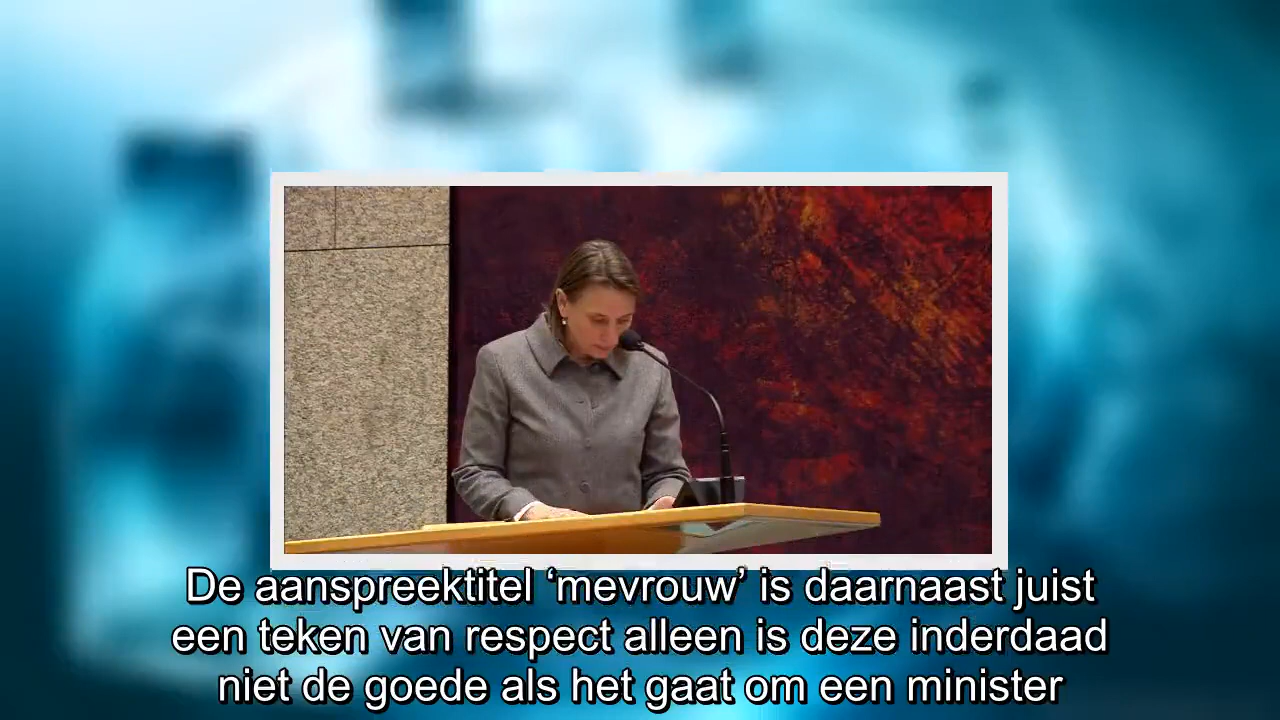 De aanspreektitel ‘mevrouw’ is daarnaast juist
een teken van respect alleen is deze inderdaad
niet de goede als het gaat om een minister